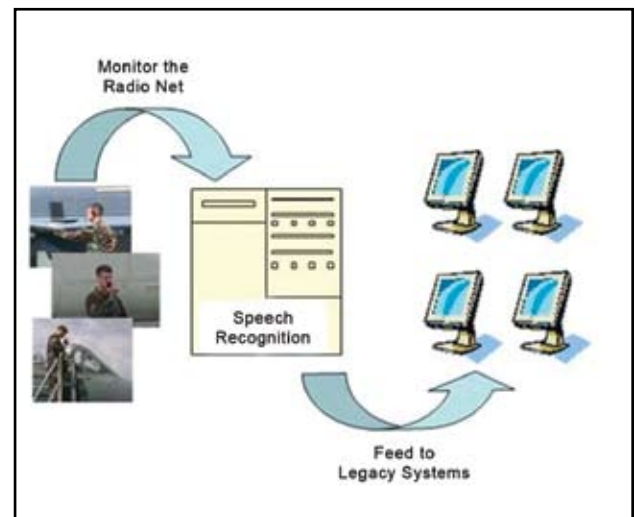 Monitor the
Radio Net
Speech
Recognition
Feed to
Legacy Systems